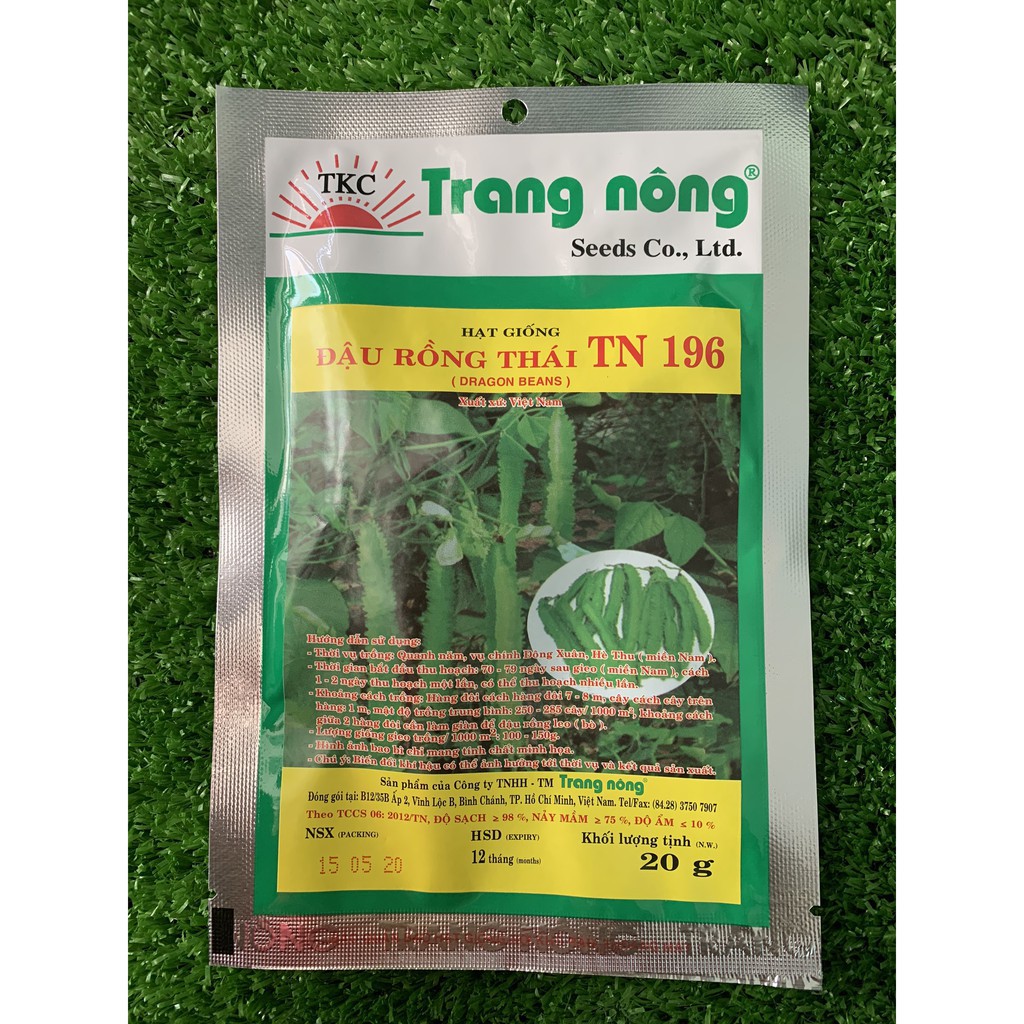 TKC
Trang nông®
Seeds Co., Ltd.
HẠT GIỐNG
ĐẬU RỒNG THÁI TN 196
( DRAGON BEANS )
Xuất xứ: Việt Nam
Hướng dẫn sử dụng:
- Thời vụ trồng: Quanh năm, vụ chính Đông Xuân, Hè Thu ( miền Nam ).
- Thời gian bắt đầu thu hoạch: 70 - 79 ngày sau gieo ( miền Nam ), cách
1 - 2 ngày thu hoạch một lần, có thể thu hoạch nhiều lần.
- Khoảng cách trồng: Hàng đôi cách hàng đôi 7 - 8 m, cây cách cây trên
hàng: 1 m, mật độ trồng trung bình: 250 - 285 cây/ 1000 m², khoảng cách
giữa 2 hàng đôi cần làm giàn để đậu rồng leo ( bò ).
- Lượng giống gieo trồng/ 1000 m²: 100 - 150g.
- Hình ảnh bao bì chỉ mang tính chất minh họa.
- Chú ý: Biến đổi khí hậu có thể ảnh hưởng tới thời vụ và kết quả sản xuất.
Sản phẩm của Công ty TNHH - TM Trang nông®
Đóng gói tại: B12/35B Ấp 2, Vĩnh Lộc B, Bình Chánh, TP. Hồ Chí Minh, Việt Nam. Tel/Fax: (84.28) 3750 7907
Theo TCCS 06: 2012/TN, ĐỘ SẠCH ≥ 98 %, NẢY MẦM ≥ 75 %, ĐỘ ẨM ≤ 10 %
NSX (PACKING) HSD (EXPIRY) Khối lượng tịnh (N.W.)
15 05 20 12 tháng (months) 20 g
TRANG NÔNG